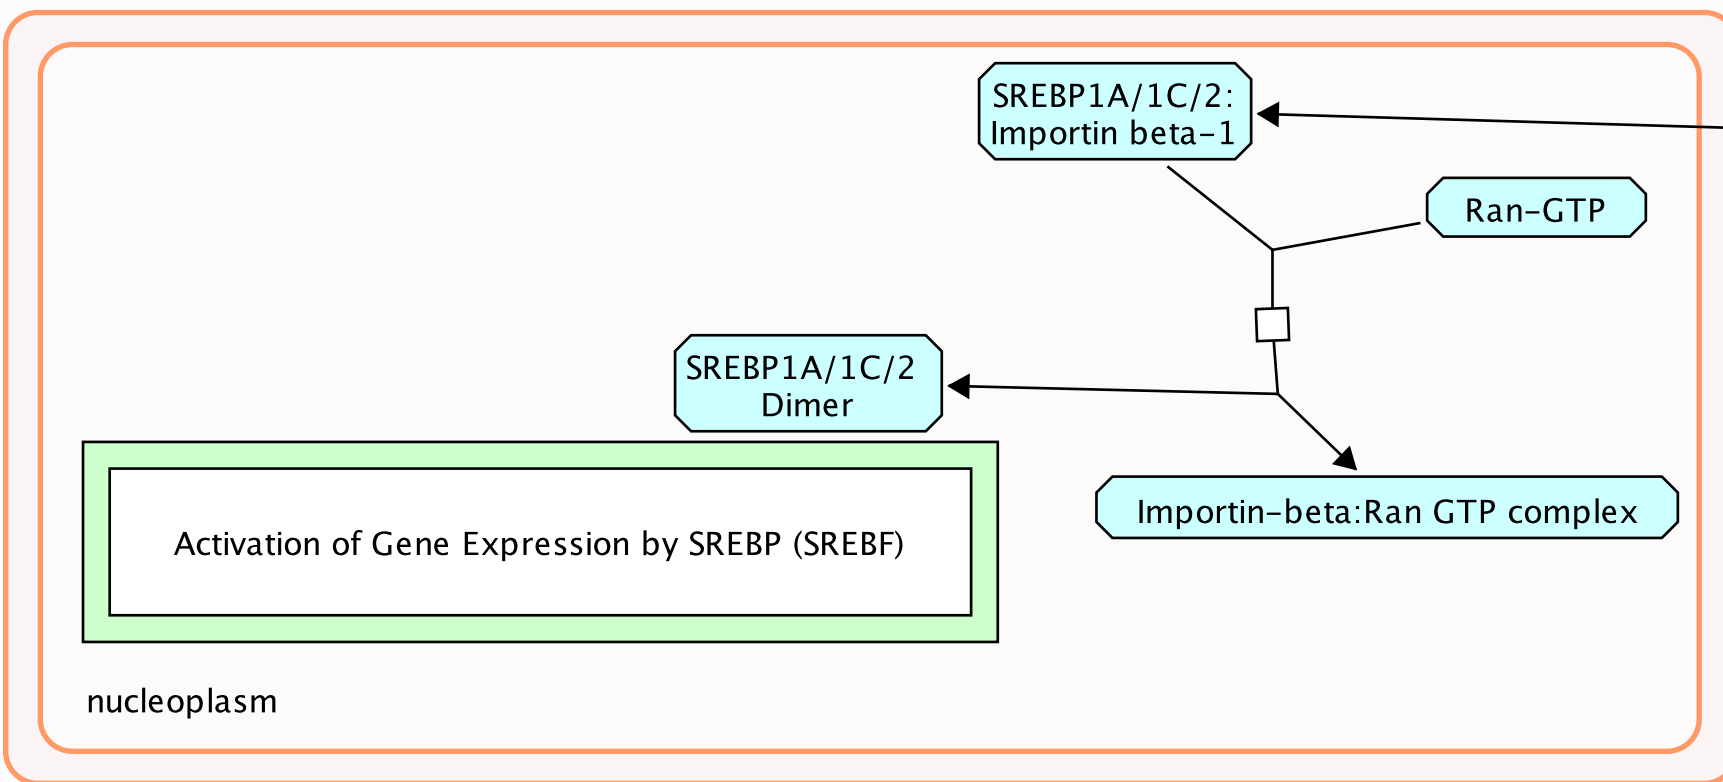 SREBP1A/1C/2:
Importin beta-1
Ran-GTP
SREBP1A/1C/2
Dimer
Importin-beta:Ran GTP complex
Activation of Gene Expression by SREBP (SREBF)
nucleoplasm